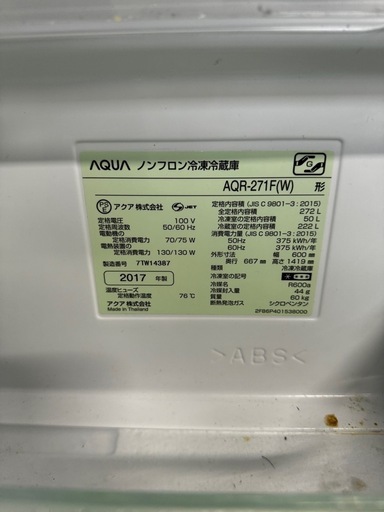 AQUA ノンフロン冷凍冷蔵庫
AQR-271F(W) 形
PS E アクア株式会社 JET
定格電圧 100 V
定格周波数 50/60 Hz
電動機の
定格消費電力 70/75 W
電熱装置の
定格消費電力 130/130 W
製造番号 7TW14387
2017 年製
温度ヒューズ
定格動作温度 76℃
アクア株式会社
Made in Thailand
定格内容積 (JIS C 9801-3:2015)
全定格内容積 272 L
冷凍室の定格内容積 50 L
冷蔵室の定格内容積 222 L
消費電力量 (JIS C 9801-3:2015)
50Hz 375 kWh/年
60Hz 375 kWh/年
外形寸法 幅 600 mm
奥行 667 mm 高さ 1419 mm
種類 冷凍冷蔵庫
冷凍室の記号
冷媒 R600a
冷媒封入量 44 g
質量 60 kg
断熱発泡ガス シクロペンタン
2FB6P401538000
>ABS<